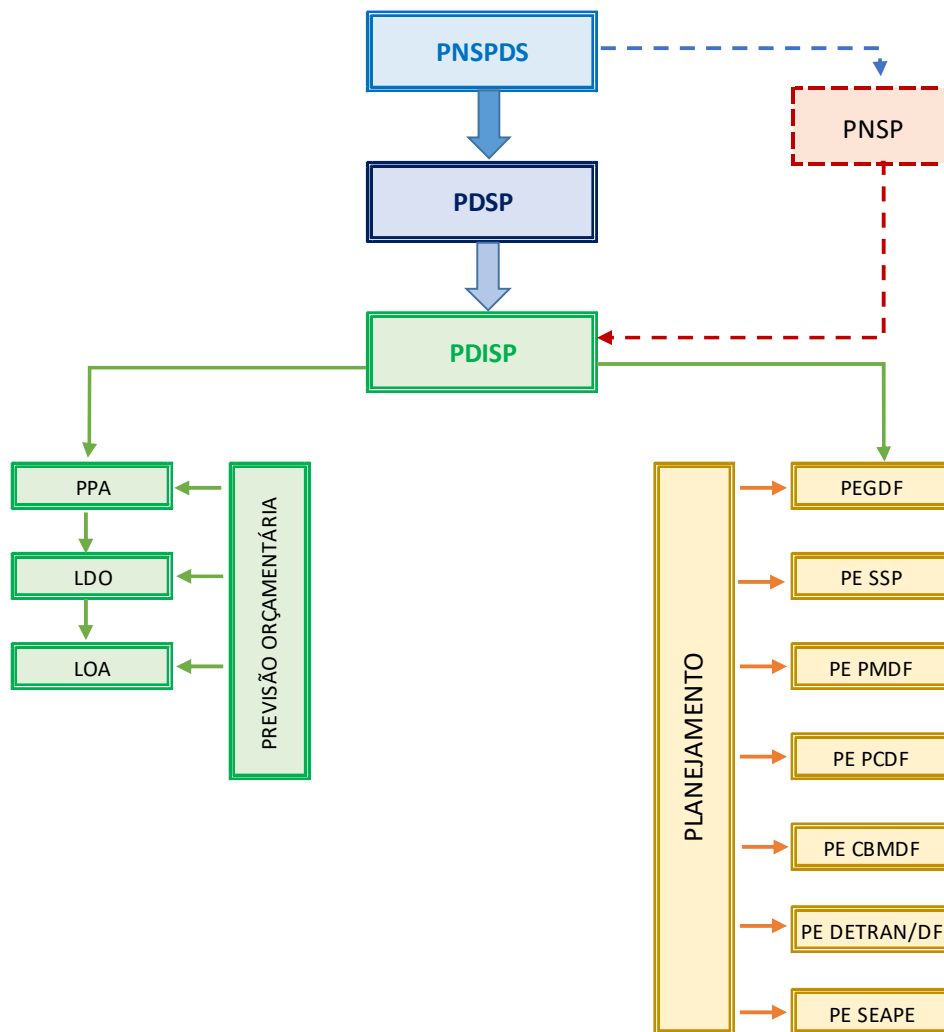 PNSPDS
PNSP
PDSP
PDISP
PPA
LDO
LOA
PREVISÃO ORÇAMENTÁRIA
PLANEJAMENTO
PEGDF
PE SSP
PE PMDF
PE PCDF
PE CBMDF
PE DETRAN/DF
PE SEAPE